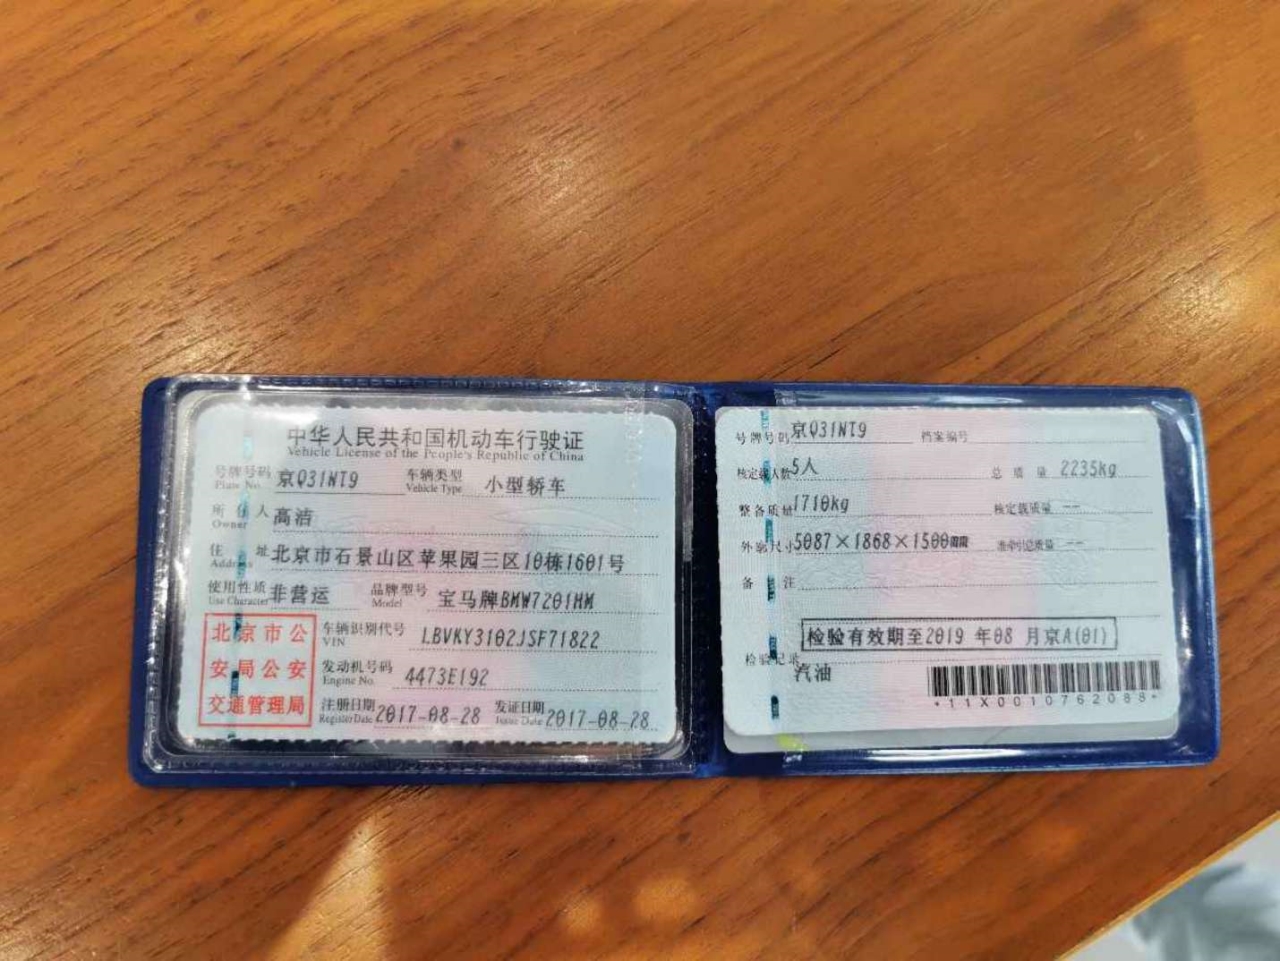 中华人民共和国机动车行驶证
Vehicle License of the People's Republic of China
号牌号码 京Q31NT9 车辆类型 小型轿车
Plate No. Vehicle Type
所有人 高洁
Owner
住址 北京市石景山区苹果园三区10栋1601号
Address
使用性质 非营运 品牌型号 宝马牌BMW7201MM
Use Character Model
北京市公
安局公安
交通管理局
车辆识别代号 LBVKY3102JSF71822
VIN
发动机号码 4473E192
Engine No.
注册日期 2017-08-28 发证日期 2017-08-28
Register Date Issue Date
号牌号码 京Q31NT9 档案编号
核定载人数 5人 总质量 2235kg
整备质量 1710kg 核定载质量 --
外廓尺寸 5087×1868×1500mm 准牵引总质量 --
备注
检验有效期至2019年08月京A(01)
检验记录
汽油
*11X0010762088*